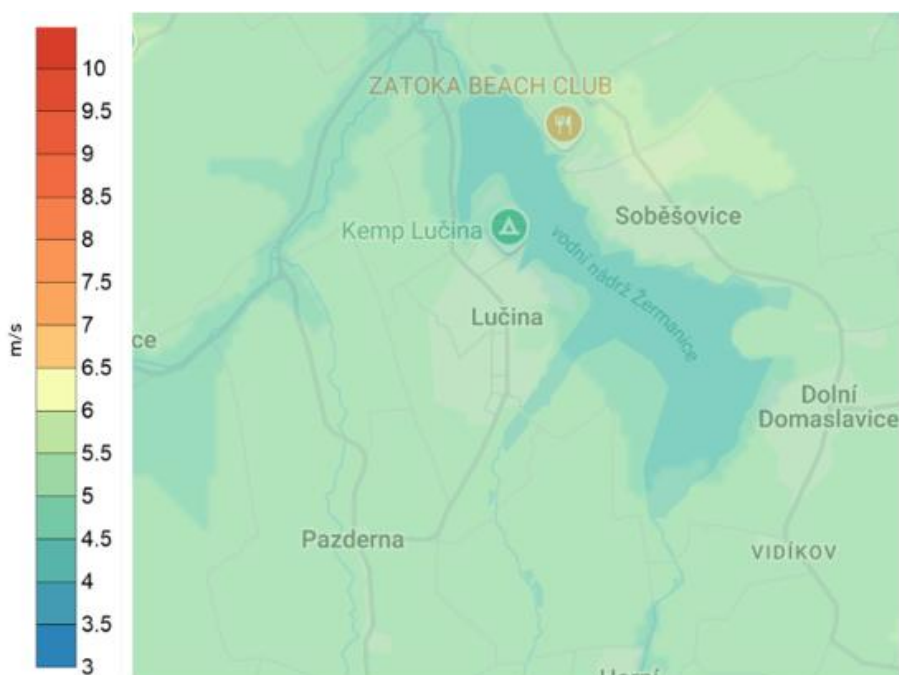 10
9.5
9
8.5
8
7.5
7
6.5
6
5.5
5
4.5
4
3.5
3
m/s
ZATOKA BEACH CLUB
Soběšovice
Kemp Lučina
vodní nádrž Žermanice
Lučina
ce
Dolní
Domaslavice
Pazderna
VIDÍKOV